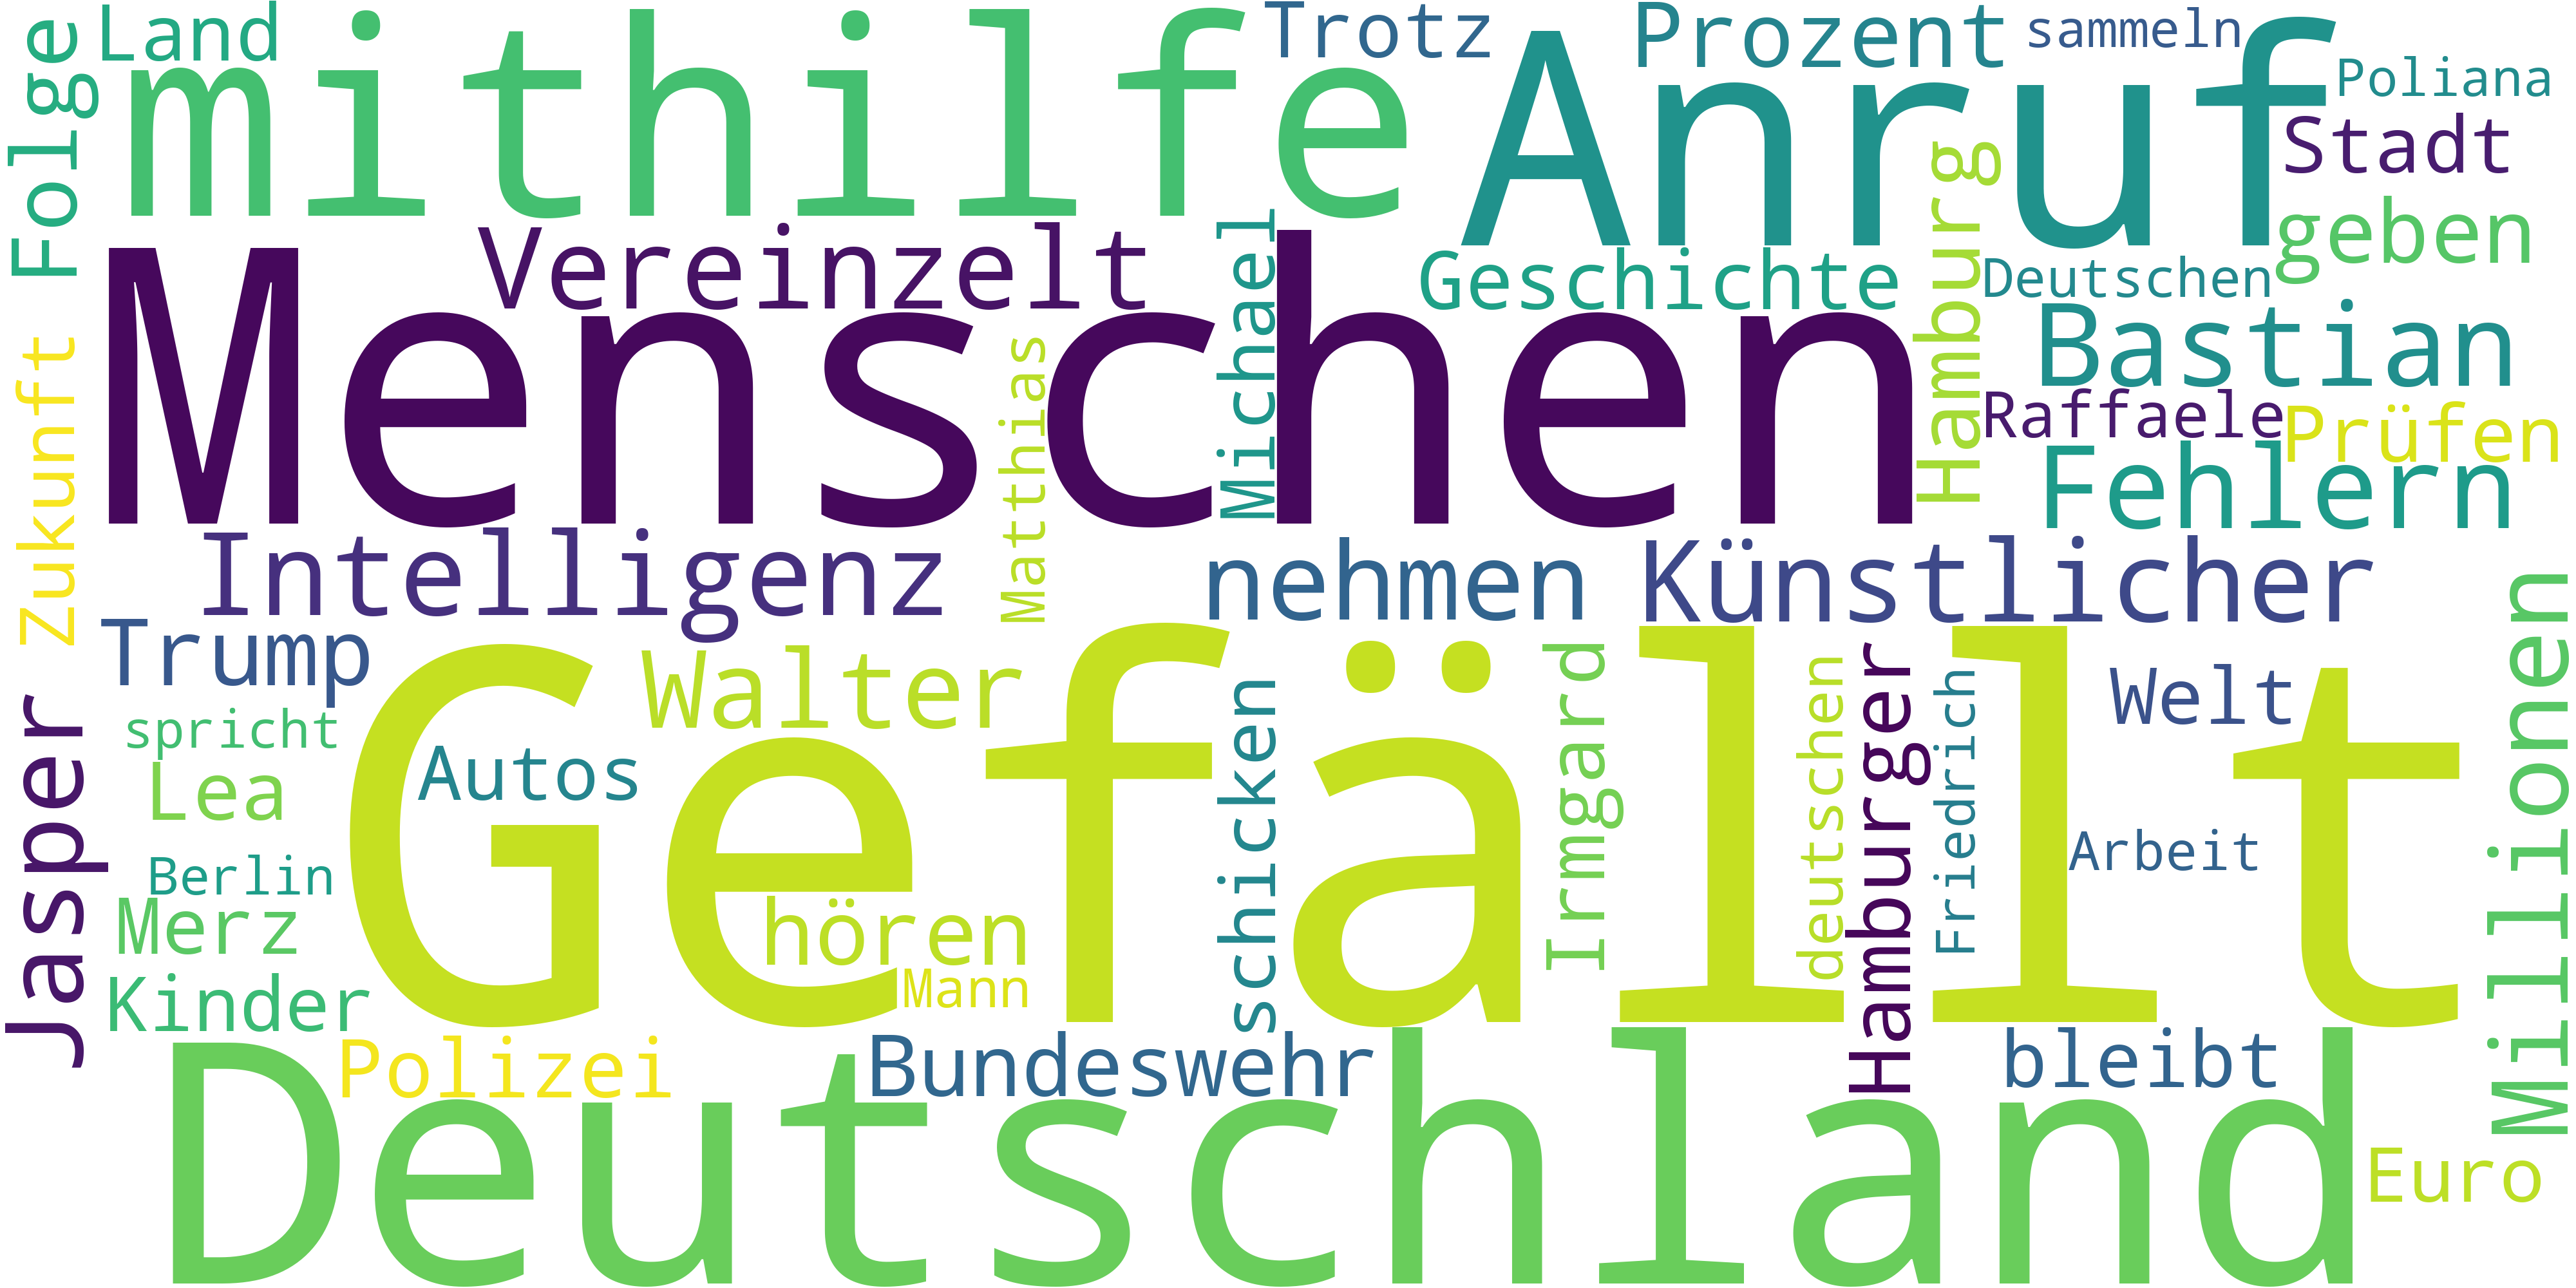 Land
mithilfe
Trotz
Prozent
sammeln
Anruf
Poliana
Stadt
Folge
Vereinzelt
Michael
Geschichte
Hamburg
geben
Deutschen
Menschen
Bastian
Raffaele
Prüfen
Zukunft
Matthias
Fehlern
Intelligenz
nehmen
Künstlicher
Trump
Walter
Gefällt
Irmgard
deutschen
Hamburger
Friedrich
Welt
Millionen
Jasper
spricht
Autos
Lea
schicken
Arbeit
Berlin
Merz
hören
Mann
Kinder
Polizei
Bundeswehr
bleibt
Deutschland
Euro